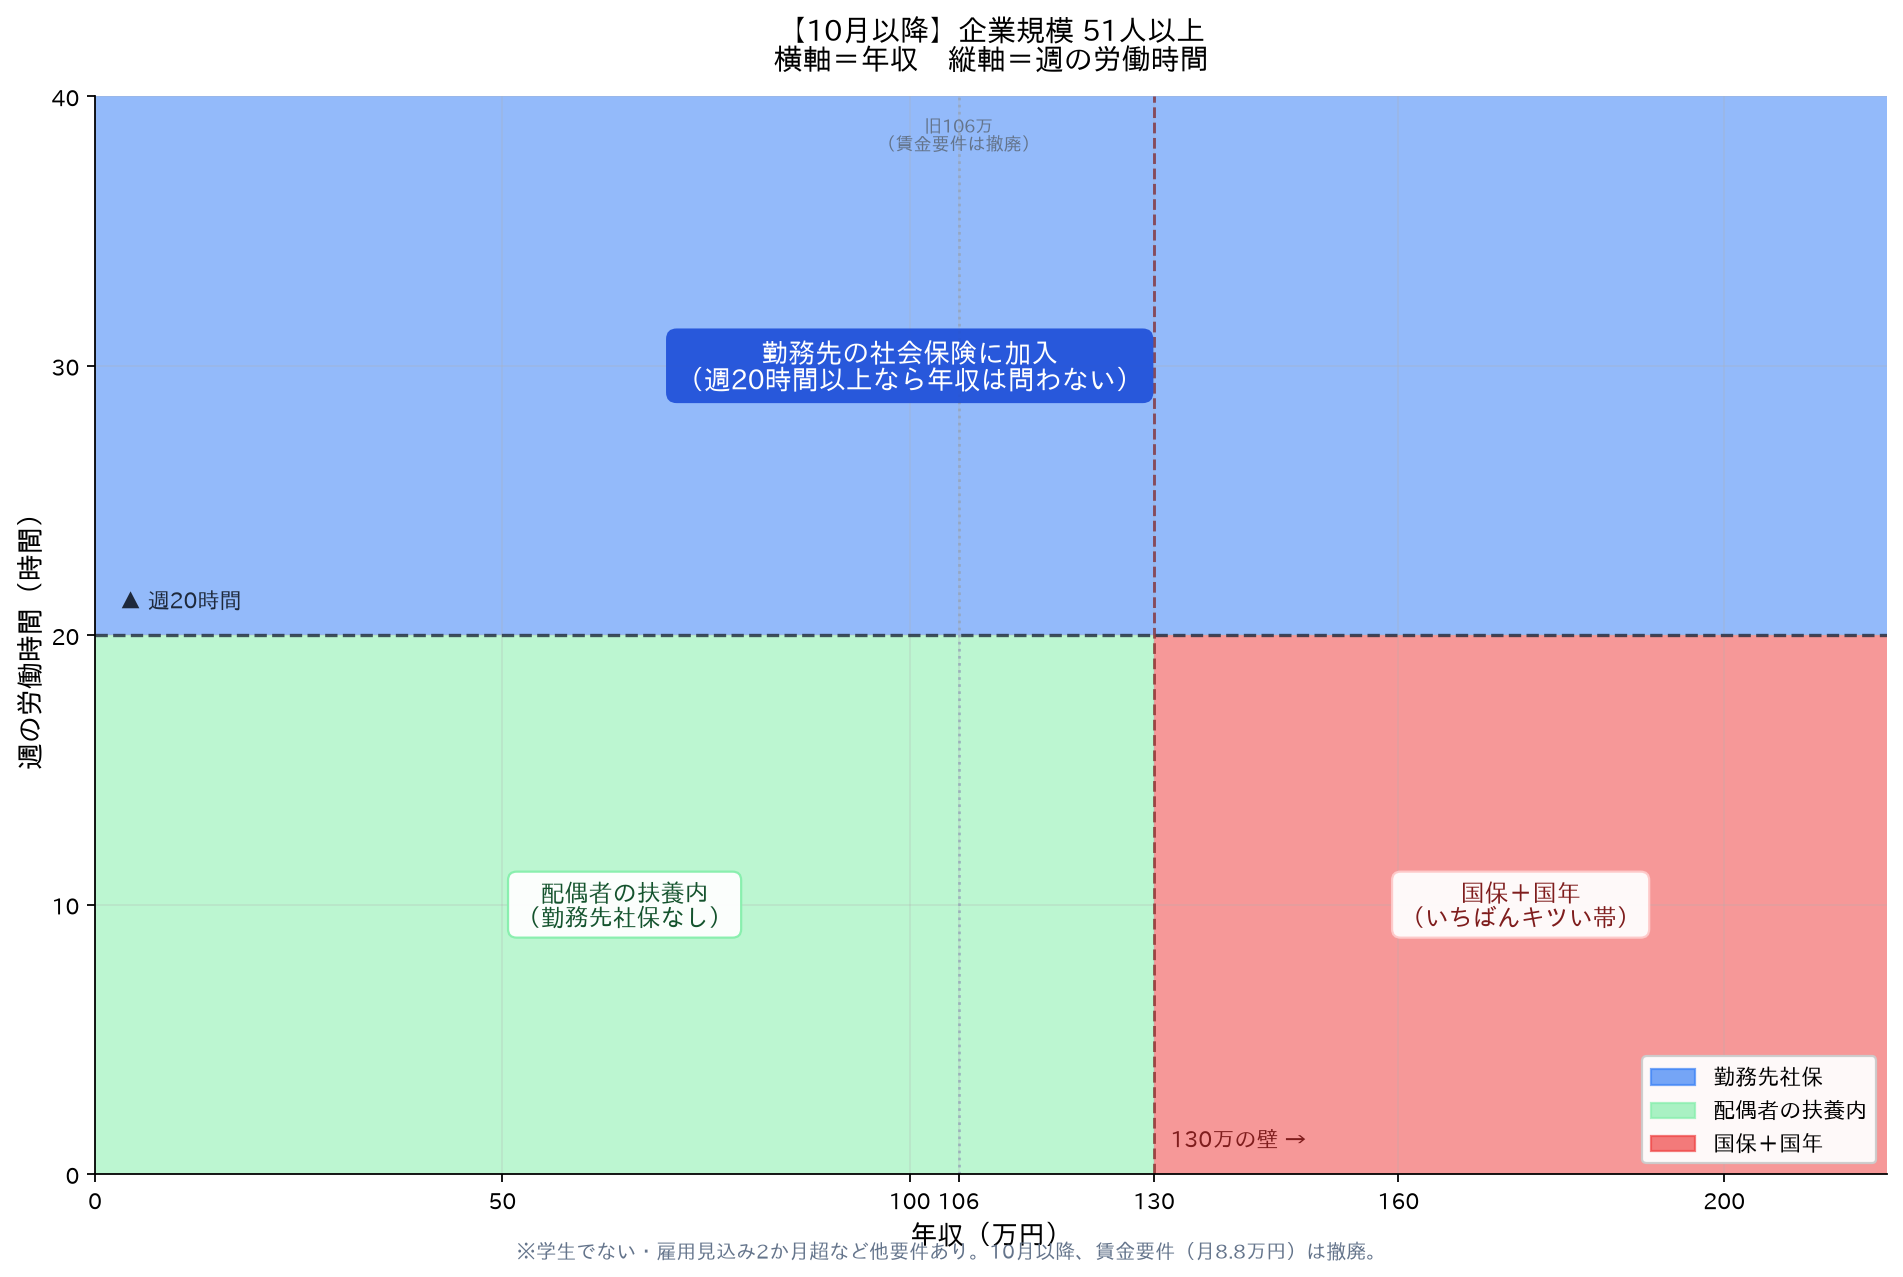 【10月以降】企業規模 51人以上
横軸＝年収　縦軸＝週の労働時間
40
旧106万
（賃金要件は撤廃）
勤務先の社会保険に加入
（週20時間以上なら年収は問わない）
30
▲ 週20時間
週の労働時間（時間）
20
配偶者の扶養内
（勤務先社保なし）
国保＋国年
（いちばんキツい帯）
10
勤務先社保
配偶者の扶養内
国保＋国年
130万の壁 →
0
0 50 100 106 130 160 200
年収（万円）
※学生でない・雇用見込み2か月超など他要件あり。10月以降、賃金要件（月8.8万円）は撤廃。